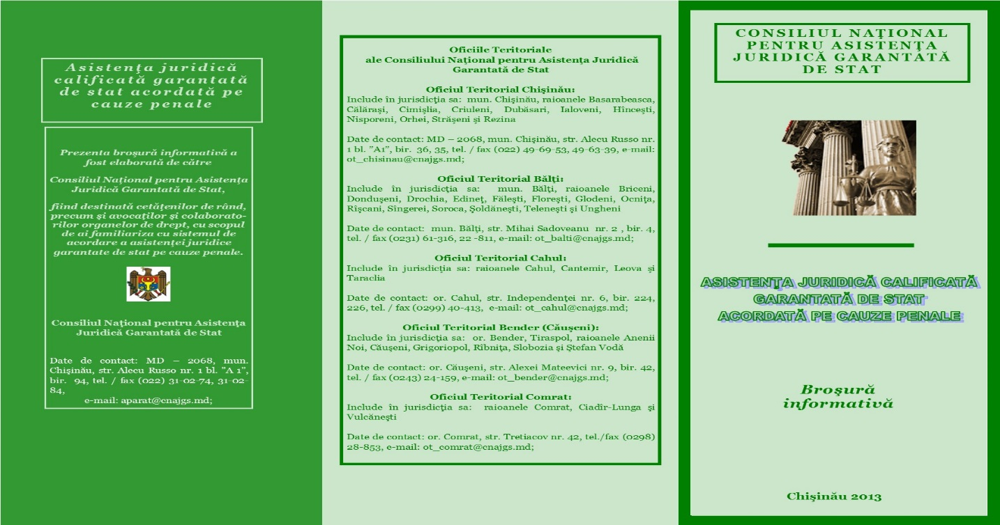 Asistenţa juridică
calificată garantată
de stat acordată pe
cauze penale
Prezenta broşură informativă a
fost elaborată de către
Consiliul Naţional pentru Asistenţa
Juridică Garantată de Stat,
fiind destinată cetăţenilor de rând,
precum şi avocaţilor şi colaborato-
rilor organelor de drept, cu scopul
de ai familiariza cu sistemul de
acordare a asistenţei juridice
garantate de stat pe cauze penale.
Consiliul Naţional pentru Asistenţa
Juridică Garantată de Stat
Date de contact: MD – 2068, mun.
Chişinău, str. Alecu Russo nr. 1 bl. ”A 1”,
bir. 94, tel. / fax (022) 31-02-74, 31-02-
84,
e-mail: aparat@cnajgs.md;
Oficiile Teritoriale
ale Consiliului Naţional pentru Asistenţa Juridică
Garantată de Stat
Oficiul Teritorial Chişinău:
Include în jurisdicţia sa: mun. Chişinău, raioanele Basarabeasca,
Călăraşi, Cimişlia, Criuleni, Dubăsari, Ialoveni, Hînceşti,
Nisporeni, Orhei, Străşeni şi Rezina
Date de contact: MD – 2068, mun. Chişinău, str. Alecu Russo nr.
1 bl. ”A1”, bir. 36, 35, tel. / fax (022) 49-69-53, 49-63-39, e-mail:
ot_chisinau@cnajgs.md;
Oficiul Teritorial Bălţi:
Include în jurisdicţia sa: mun. Bălţi, raioanele Briceni,
Donduşeni, Drochia, Edineţ, Făleşti, Floreşti, Glodeni, Ocniţa,
Rîşcani, Sîngerei, Soroca, Şoldăneşti, Teleneşti şi Ungheni
Date de contact: mun. Bălţi, str. Mihai Sadoveanu nr. 2 , bir. 4,
tel. / fax (0231) 61-316, 22 -811, e-mail: ot_balti@cnajgs.md;
Oficiul Teritorial Cahul:
Include în jurisdicţia sa: raioanele Cahul, Cantemir, Leova şi
Taraclia
Date de contact: or. Cahul, str. Independenţei nr. 6, bir. 224,
226, tel. / fax (0299) 40-413, e-mail: ot_cahul@cnajgs.md;
Oficiul Teritorial Bender (Căuşeni):
Include în jurisdicţia sa: or. Bender, Tiraspol, raioanele Anenii
Noi, Căuşeni, Grigoriopol, Rîbniţa, Slobozia şi Ştefan Vodă
Date de contact: or. Căuşeni, str. Alexei Mateevici nr. 9, bir. 42,
tel. / fax (0243) 24-159, e-mail: ot_bender@cnajgs.md;
Oficiul Teritorial Comrat:
Include în jurisdicţia sa: raioanele Comrat, Ciadîr-Lunga şi
Vulcăneşti
Date de contact: or. Comrat, str. Tretiacov nr. 42, tel./fax (0298)
28-853, e-mail: ot_comrat@cnajgs.md;
CONSILIUL NAŢIONAL
PENTRU ASISTENŢA
JURIDICĂ GARANTATĂ
DE STAT
ASISTENŢA JURIDICĂ CALIFICATĂ
GARANTATĂ DE STAT
ACORDATĂ PE CAUZE PENALE
Broşură
informativă
Chişinău 2013